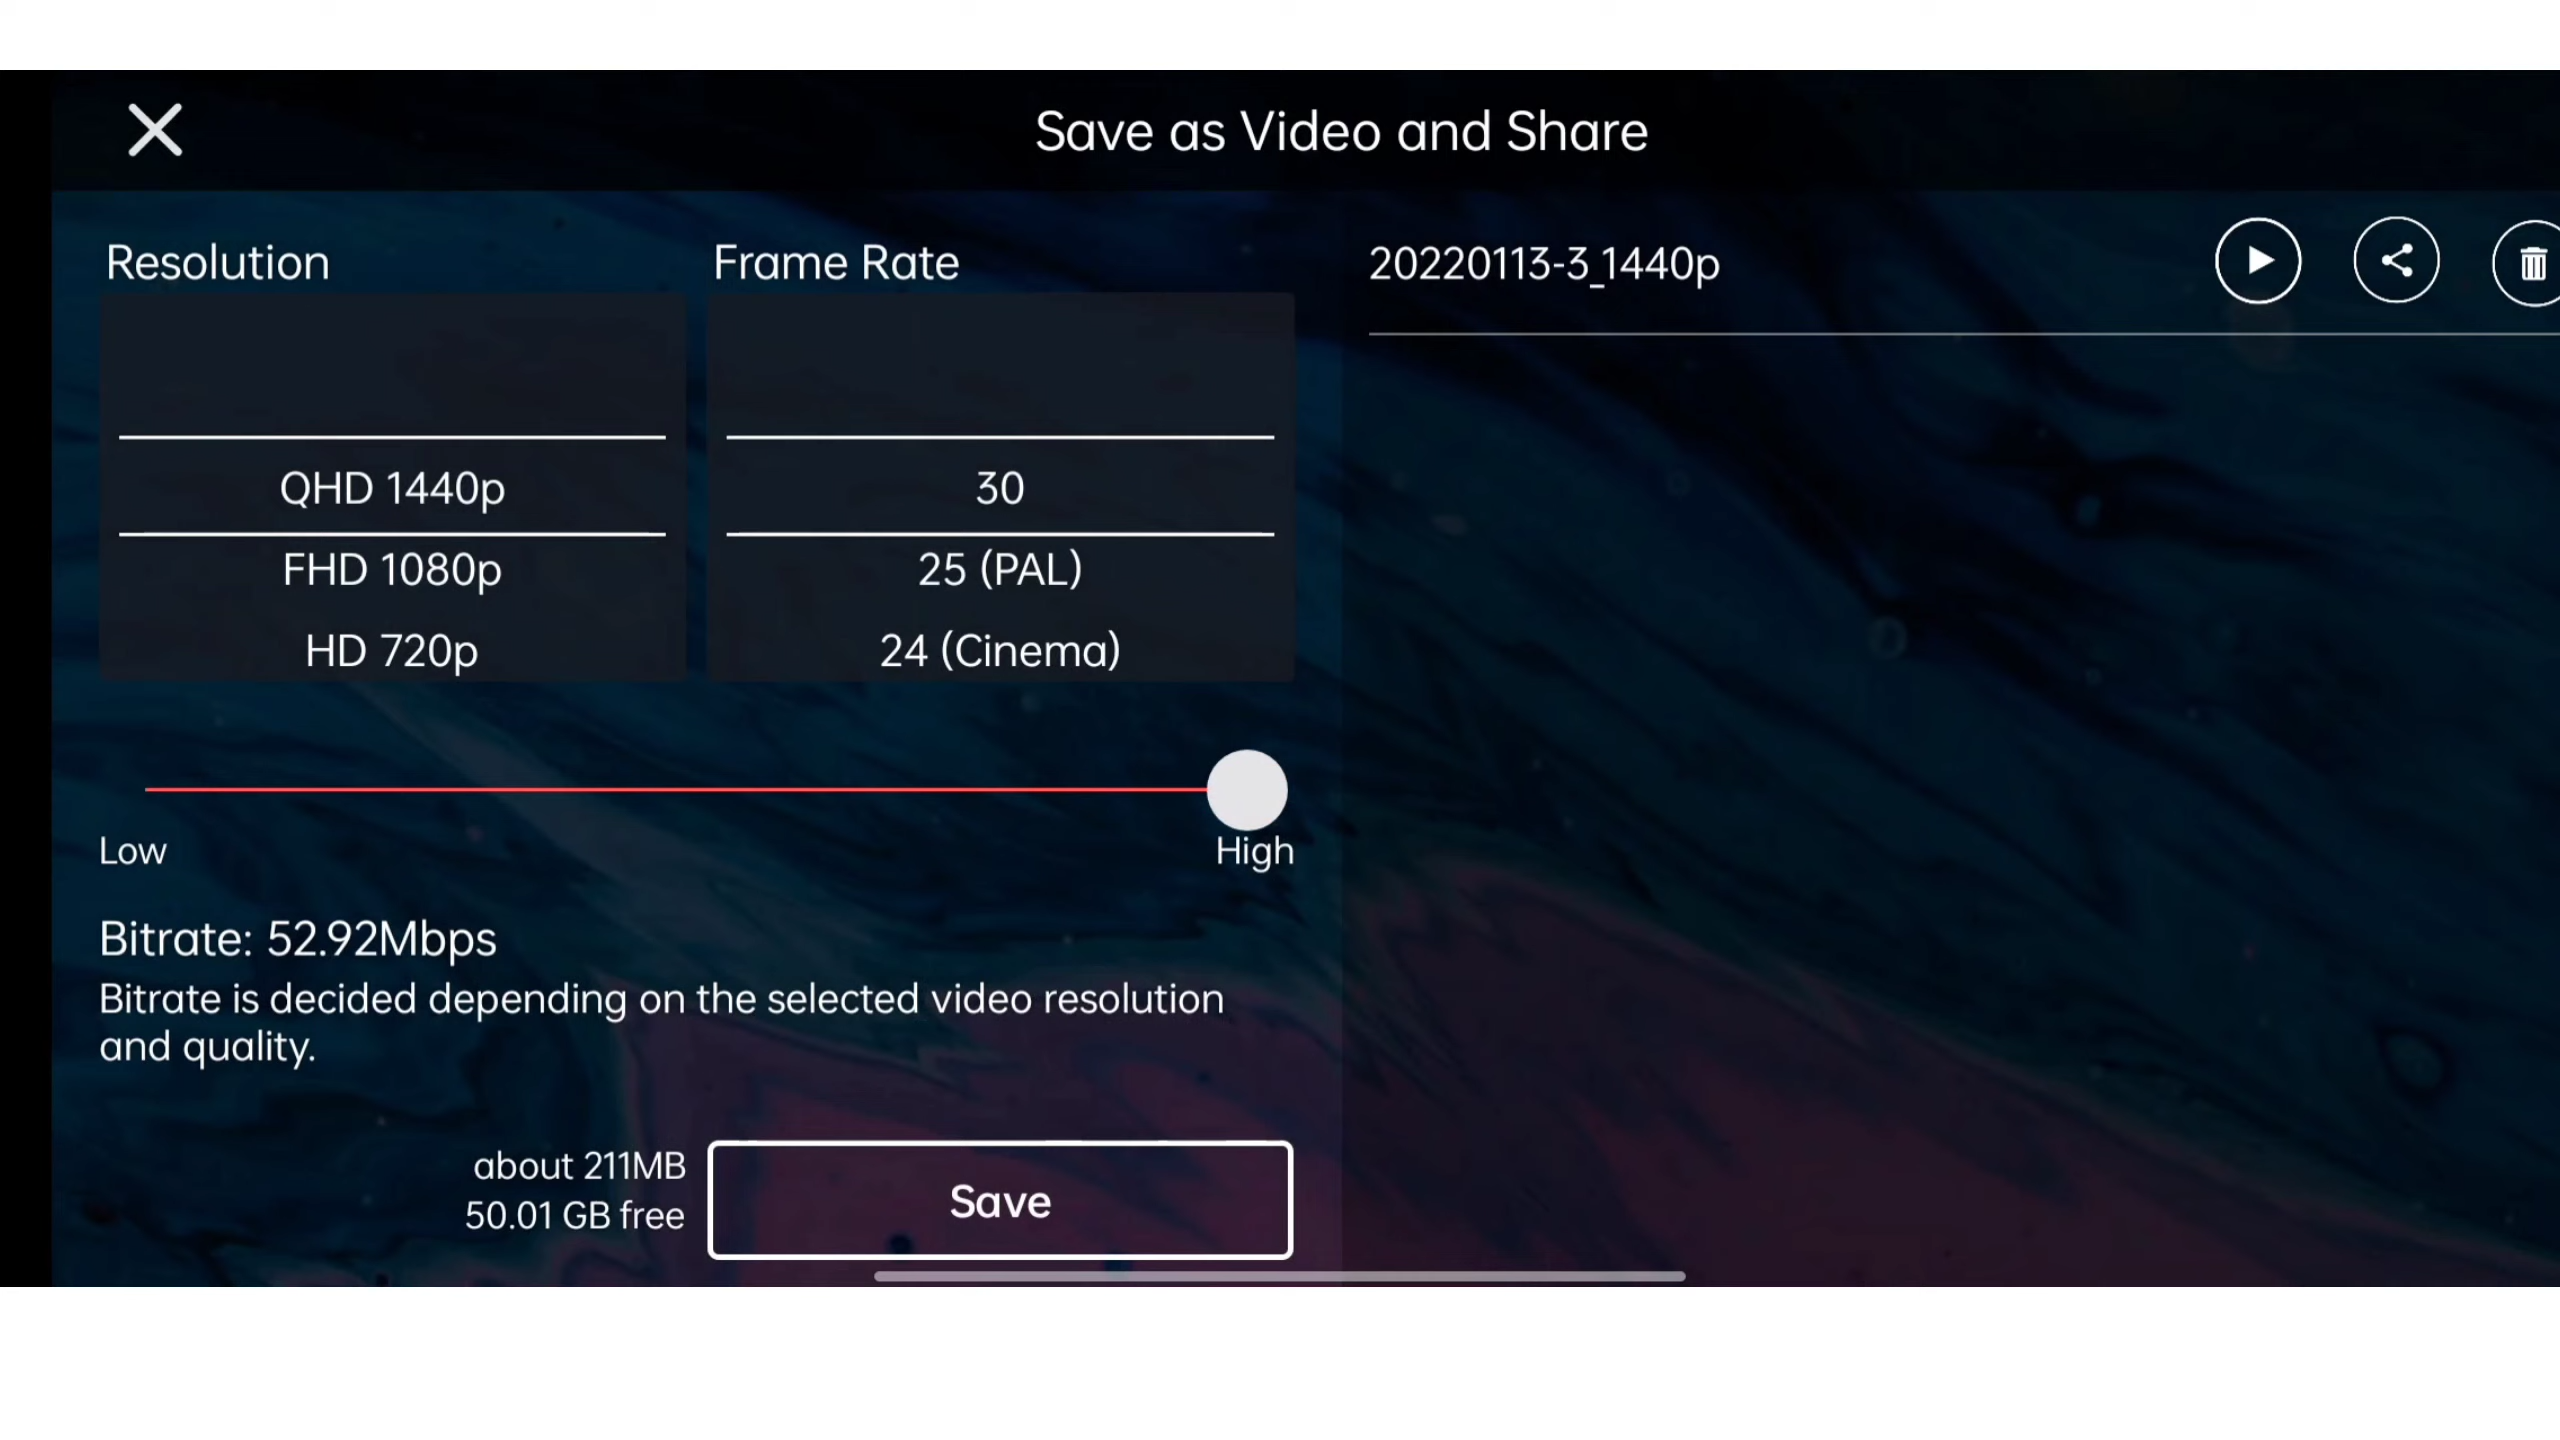 Save as Video and Share
Resolution
Frame Rate
20220113-3_1440p
QHD 1440p
30
FHD 1080p
25 (PAL)
HD 720p
24 (Cinema)
Low
High
Bitrate: 52.92Mbps
Bitrate is decided depending on the selected video resolution
and quality.
about 211MB
50.01 GB free
Save